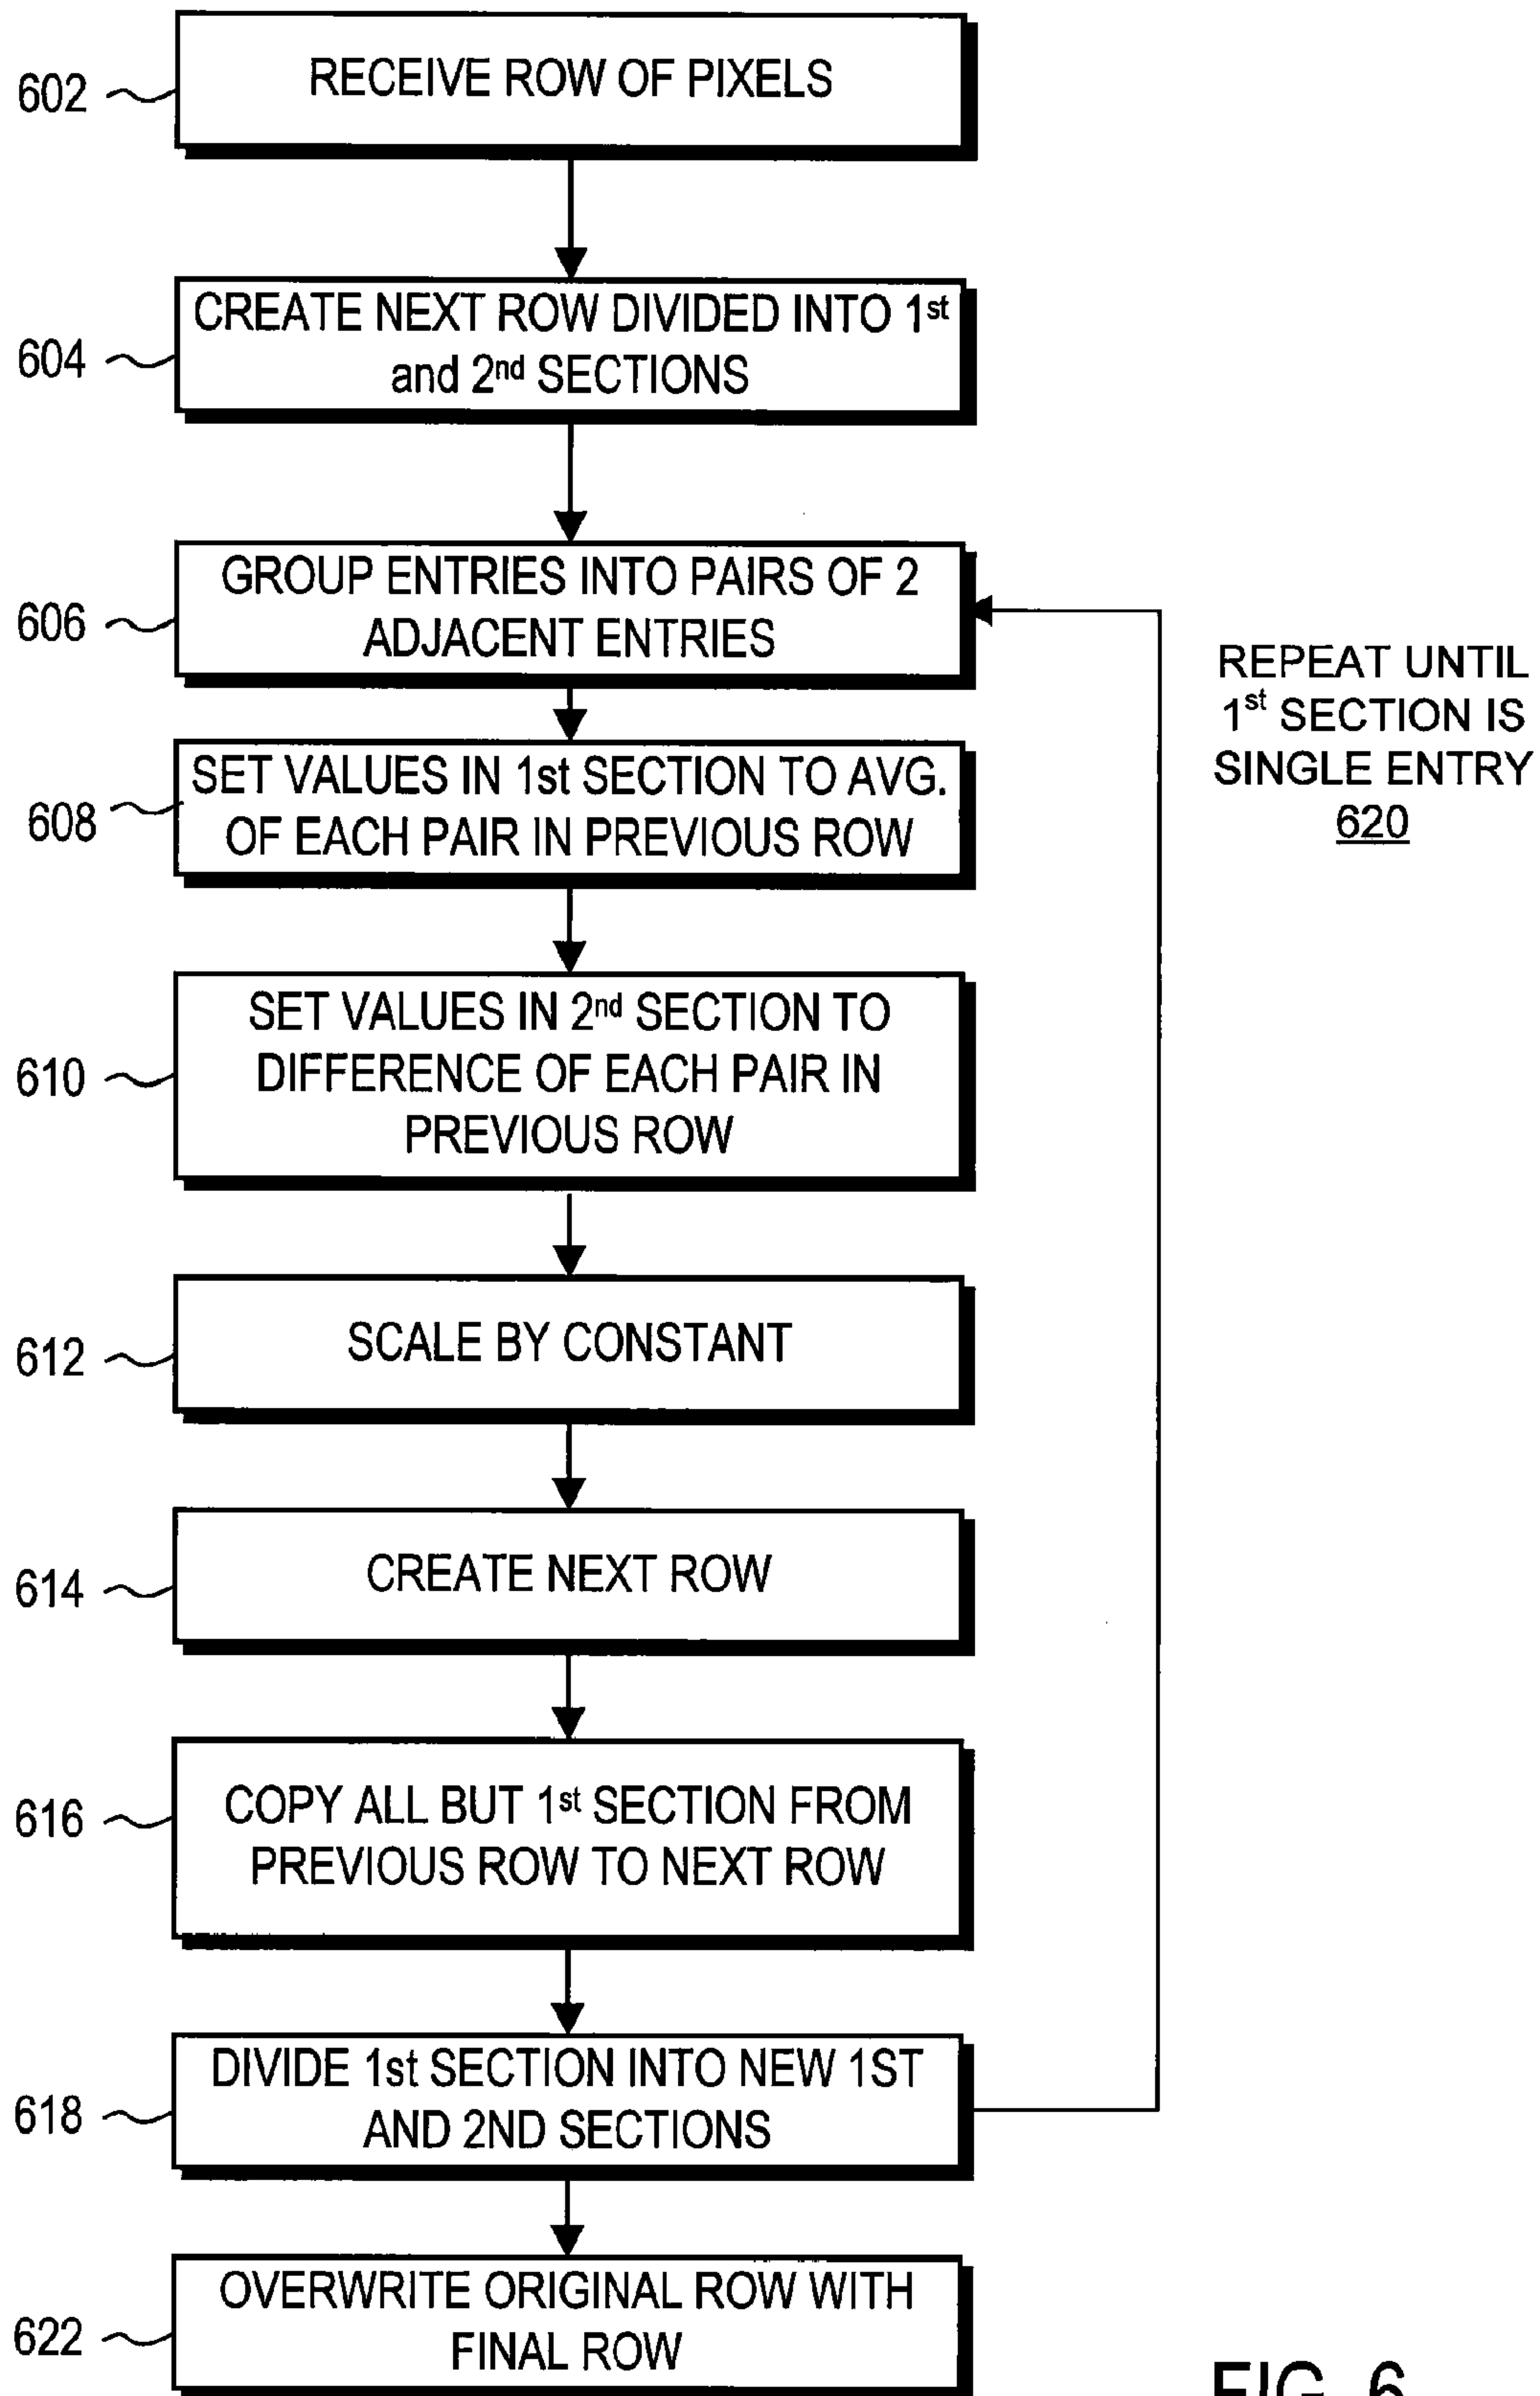 602
RECEIVE ROW OF PIXELS
604
CREATE NEXT ROW DIVIDED INTO 1st
and 2nd SECTIONS
606
GROUP ENTRIES INTO PAIRS OF 2
ADJACENT ENTRIES
REPEAT UNTIL
1st SECTION IS
SINGLE ENTRY
620
608
SET VALUES IN 1st SECTION TO AVG.
OF EACH PAIR IN PREVIOUS ROW
610
SET VALUES IN 2nd SECTION TO
DIFFERENCE OF EACH PAIR IN
PREVIOUS ROW
612
SCALE BY CONSTANT
614
CREATE NEXT ROW
616
COPY ALL BUT 1st SECTION FROM
PREVIOUS ROW TO NEXT ROW
618
DIVIDE 1st SECTION INTO NEW 1ST
AND 2ND SECTIONS
622
OVERWRITE ORIGINAL ROW WITH
FINAL ROW
FIG. 6